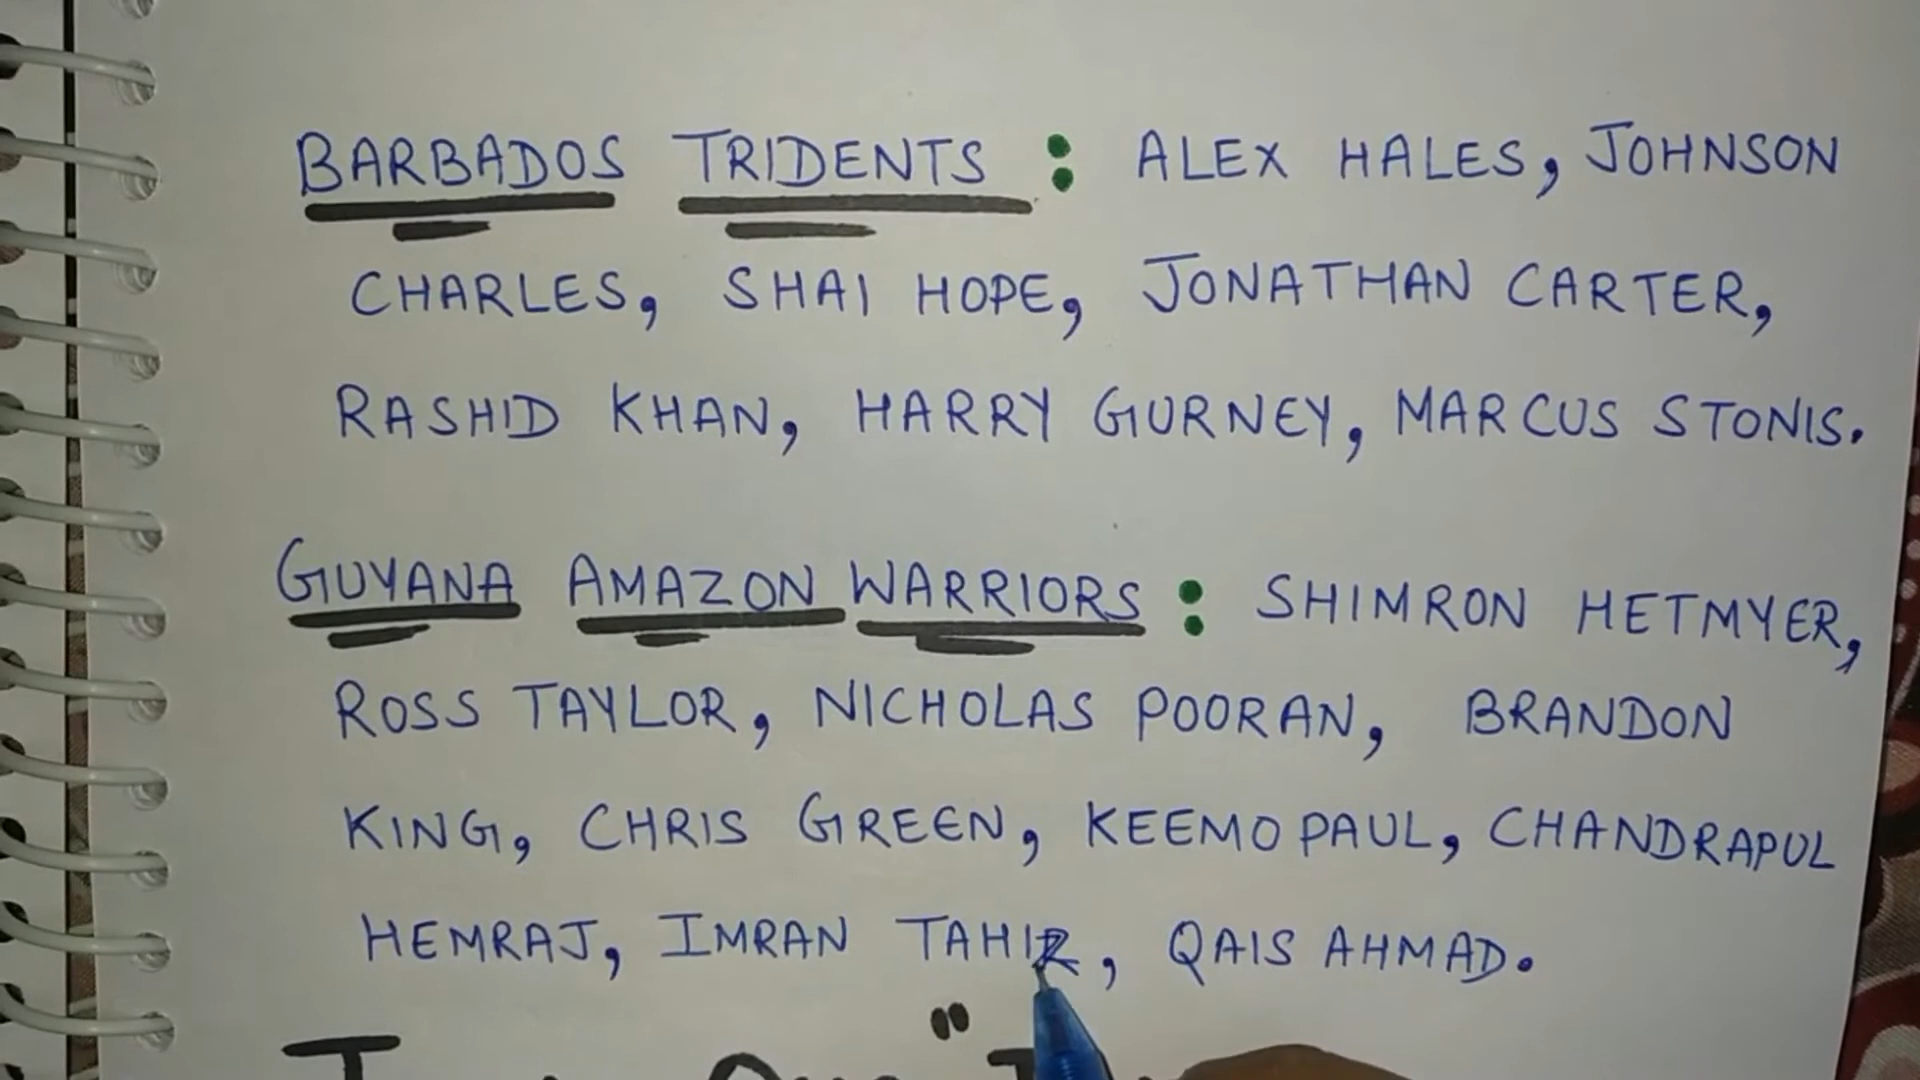 BARBADOS TRIDENTS : ALEX HALES, JOHNSON
CHARLES, SHAI HOPE, JONATHAN CARTER,
RASHID KHAN, HARRY GURNEY, MARCUS STONIS.
GUYANA AMAZON WARRIORS : SHIMRON HETMYER,
ROSS TAYLOR, NICHOLAS POORAN, BRANDON
KING, CHRIS GREEN, KEEMO PAUL, CHANDRAPUL
HEMRAJ, IMRAN TAHIR, QAIS AHMAD.